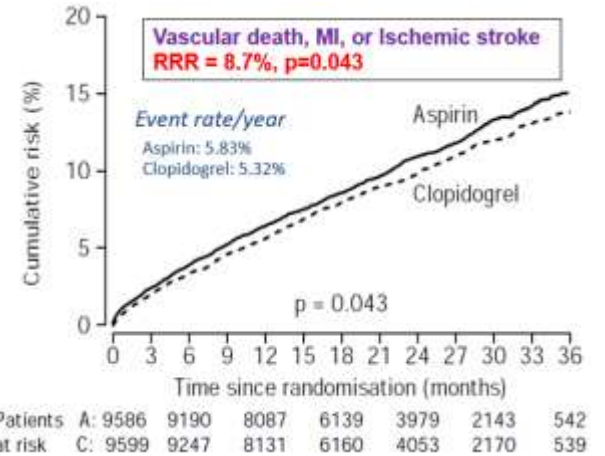 20
Vascular death, MI, or Ischemic stroke
RRR = 8.7%, p=0.043
15
Event rate/year
Aspirin: 5.83%
Clopidogrel: 5.32%
Aspirin
10
Clopidogrel
5
p = 0.043
0
Cumulative risk (%)
0 3 6 9 12 15 18 21 24 27 30 33 36
Time since randomisation (months)
Patients A: 9586 9190 8087 6139 3979 2143 542
at risk C: 9599 9247 8131 6160 4053 2170 539